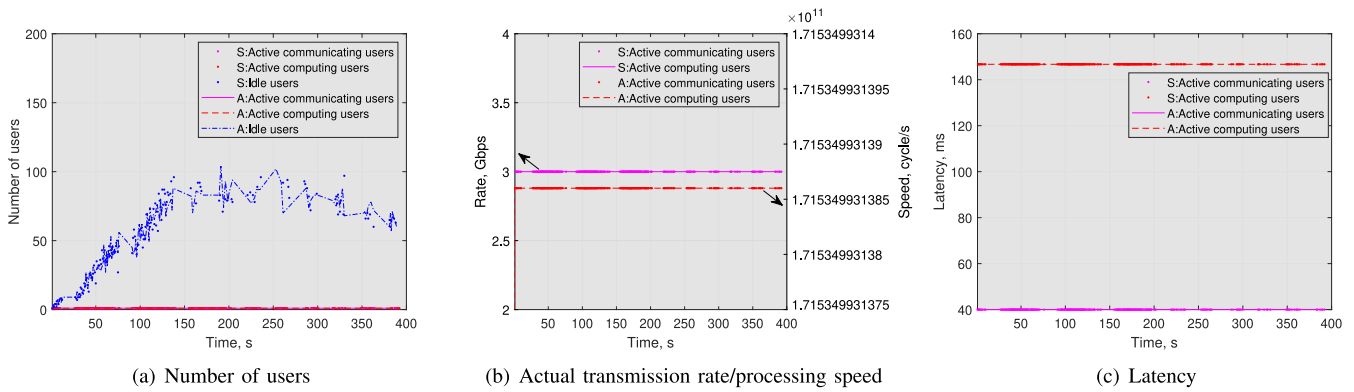 200
150
100
50
0
50 100 150 200 250 300 350 400
Number of users
Time, s
S:Active communicating users
S:Active computing users
S:Idle users
A:Active communicating users
A:Active computing users
A:Idle users
(a) Number of users
4
3.5
3
2.5
2
50 100 150 200 250 300 350 400
Rate, Gbps
Time, s
S:Active communicating users
A:Active communicating users
S:Active computing users
A:Active computing users
×10^11
1.7153499314
1.715349931395
1.7153499139
1.715349931385
1.71534993138
1.715349931375
Speed, cycle/s
(b) Actual transmission rate/processing speed
160
140
120
100
80
60
40
50 100 150 200 250 300 350 400
Latency, ms
Time, s
S:Active communicating users
S:Active computing users
A:Active communicating users
A:Active computing users
(c) Latency